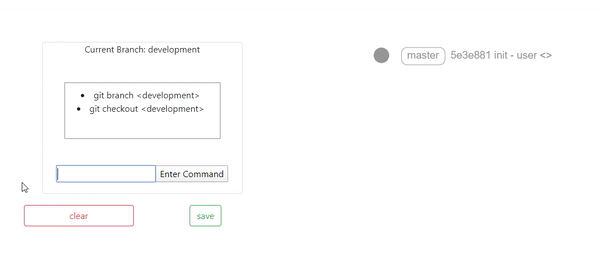 Current Branch: development
git branch <development>
git checkout <development>
Enter Command
clear
save
master 5e3e881 init - user <>